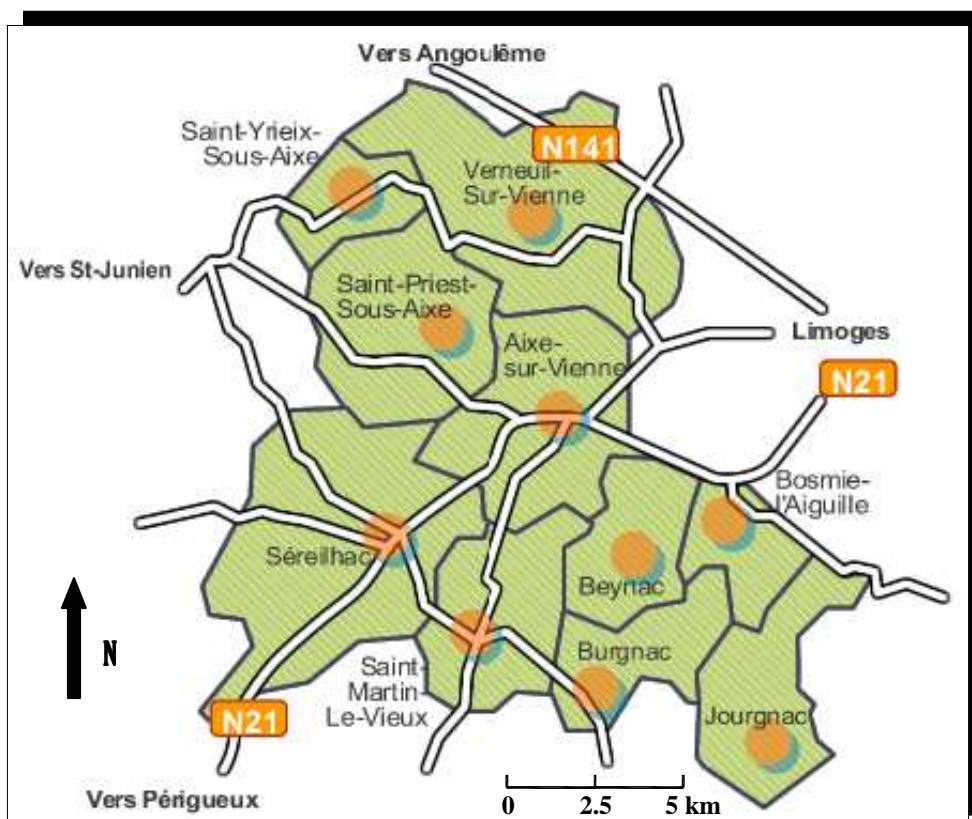 Vers Angoulême
Saint-Yrieix-
Sous-Aixe
N141
Verneuil-
Sur-Vienne
Vers St-Junien
Saint-Priest-
Sous-Aixe
Limoges
Aixe-
sur-Vienne
N21
Bosmie-
l'Aiguille
Séreilhac
Beynac
N
Saint-
Martin-
Le-Vieux
Burgnac
N21
Jourgnac
Vers Périgueux
0 2.5 5 km